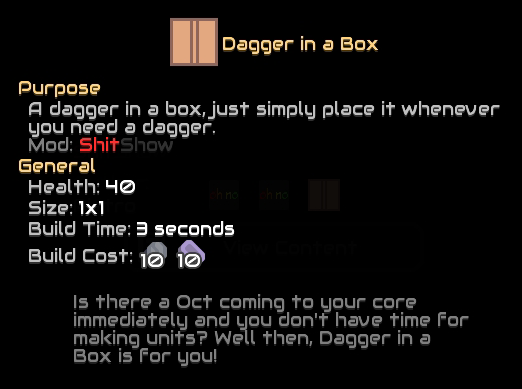 Dagger in a Box
Purpose
A dagger in a box, just simply place it whenever
you need a dagger.
Mod: ShitShow
General
Health: 40
Size: 1x1
Build Time: 3 seconds
View Content
Build Cost: 10 10
Is there a Oct coming to your core
immediately and you don't have time for
making units? Well then, Dagger in a
Box is for you!